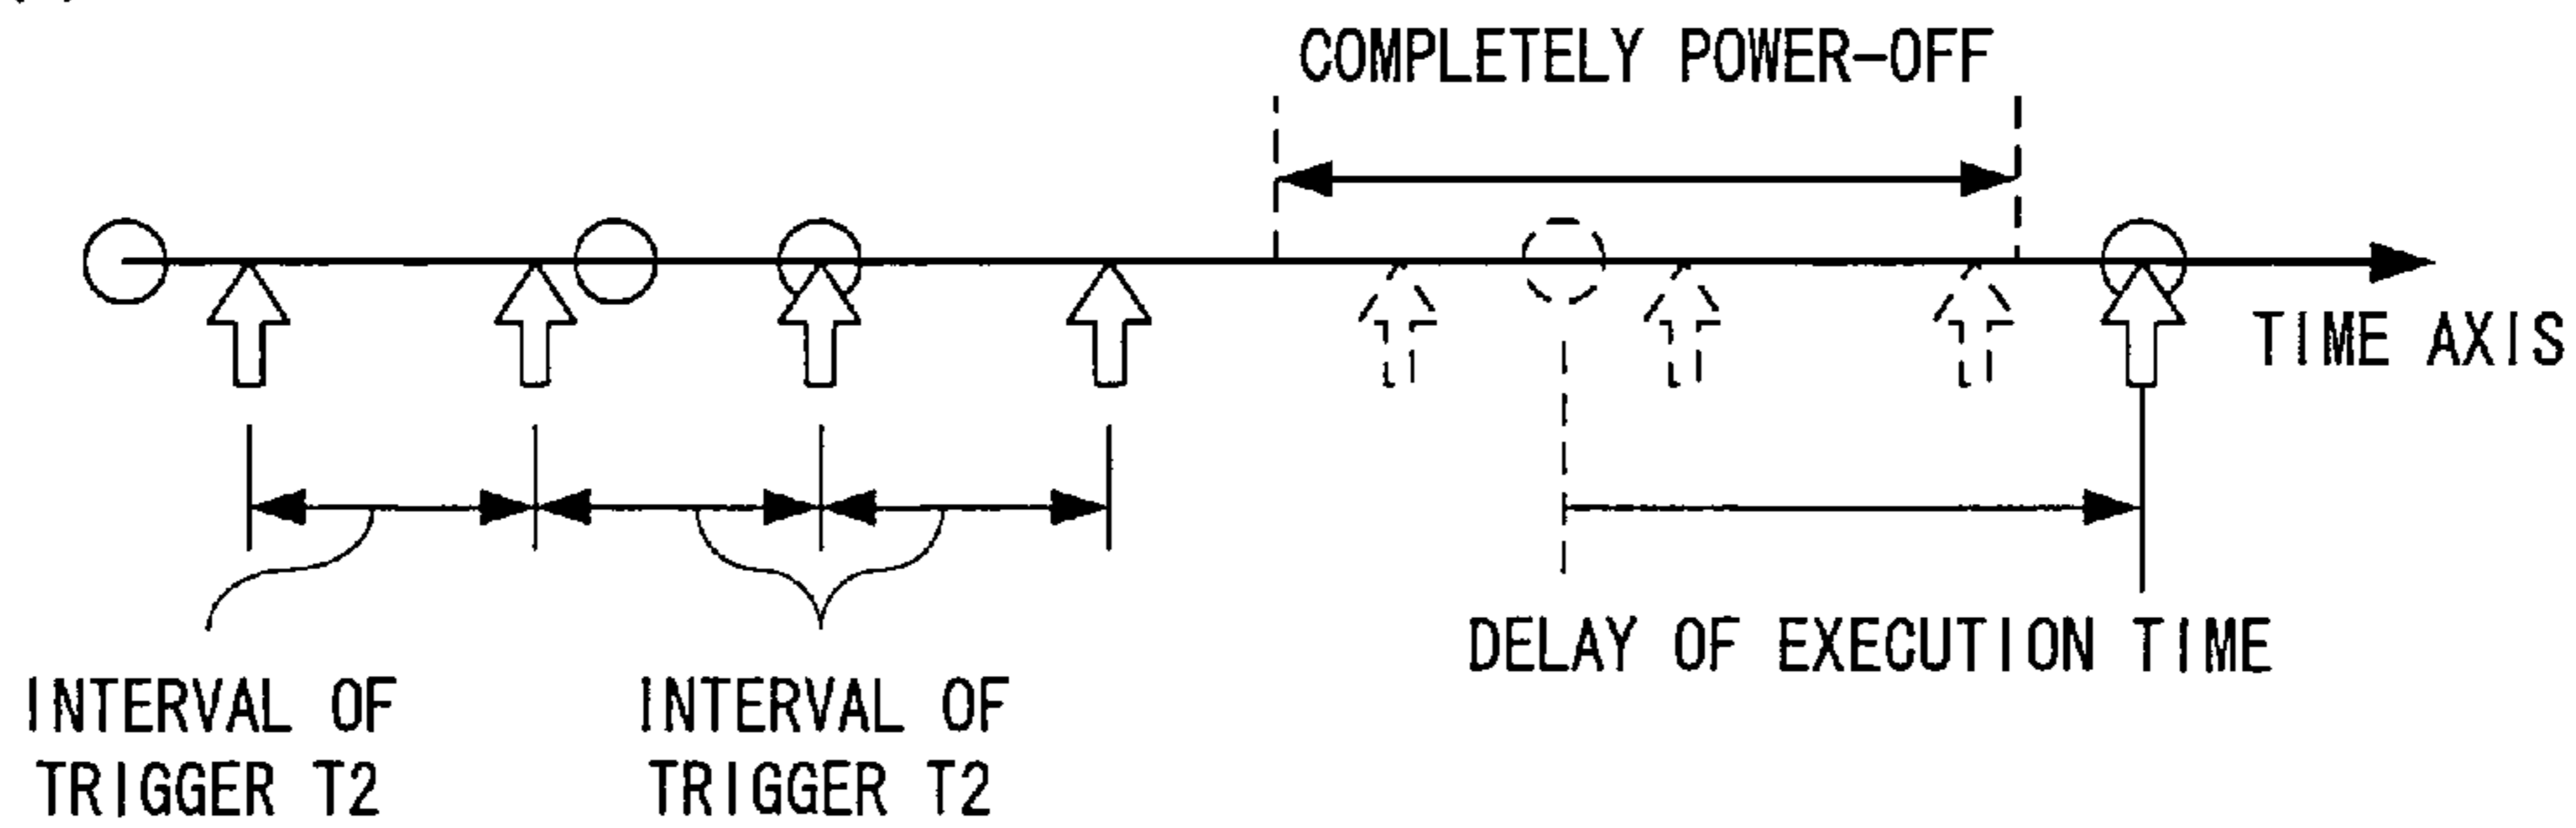 COMPLETELY POWER-OFF
TIME AXIS
DELAY OF EXECUTION TIME
INTERVAL OF
TRIGGER T2
INTERVAL OF
TRIGGER T2